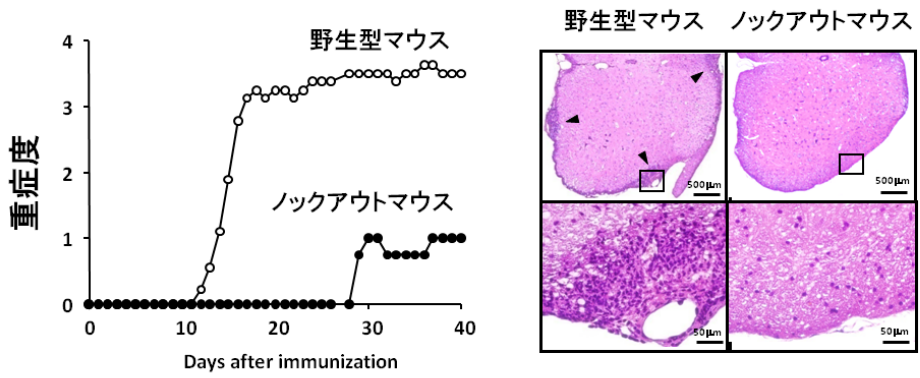 重症度
4
3
2
1
0
野生型マウス
ノックアウトマウス
0 10 20 30 40
Days after immunization
野生型マウス ノックアウトマウス
500μm 500μm
50μm 50μm